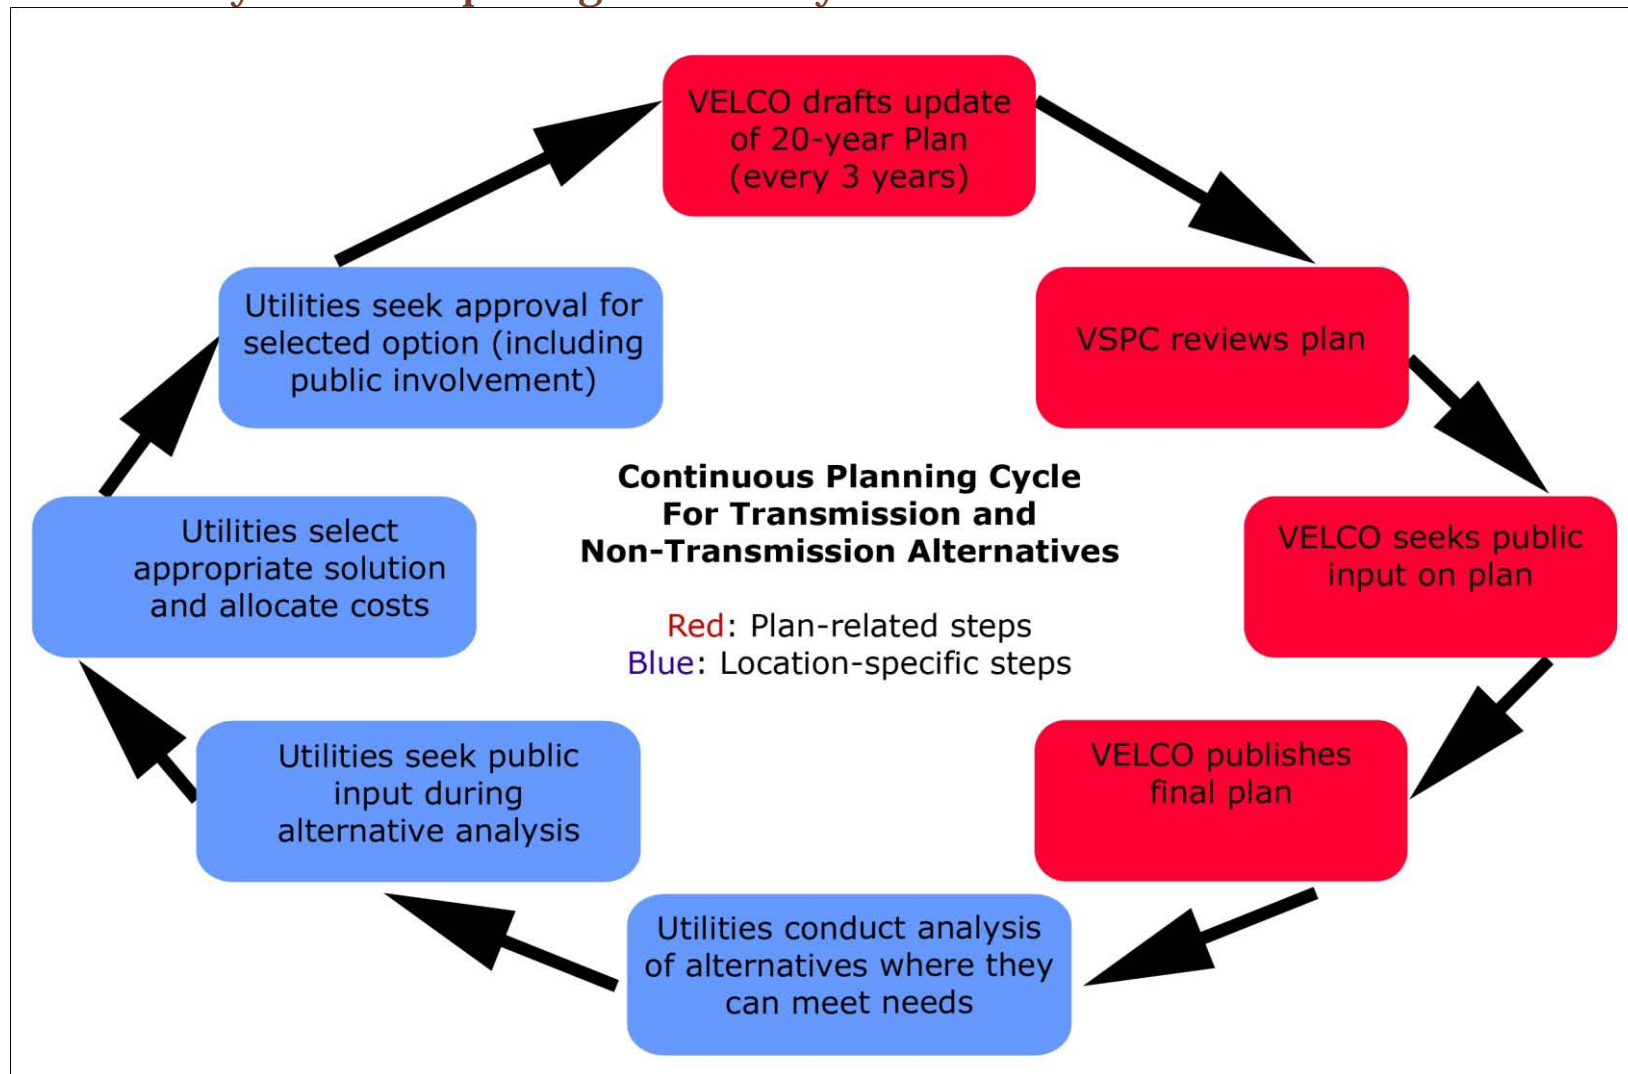 VELCO drafts update
of 20-year Plan
(every 3 years)
Utilities seek approval for
selected option (including
public involvement)
VSPC reviews plan
Continuous Planning Cycle
For Transmission and
Non-Transmission Alternatives
Red: Plan-related steps
Blue: Location-specific steps
Utilities select
appropriate solution
and allocate costs
VELCO seeks public
input on plan
Utilities seek public
input during
alternative analysis
VELCO publishes
final plan
Utilities conduct analysis
of alternatives where they
can meet needs